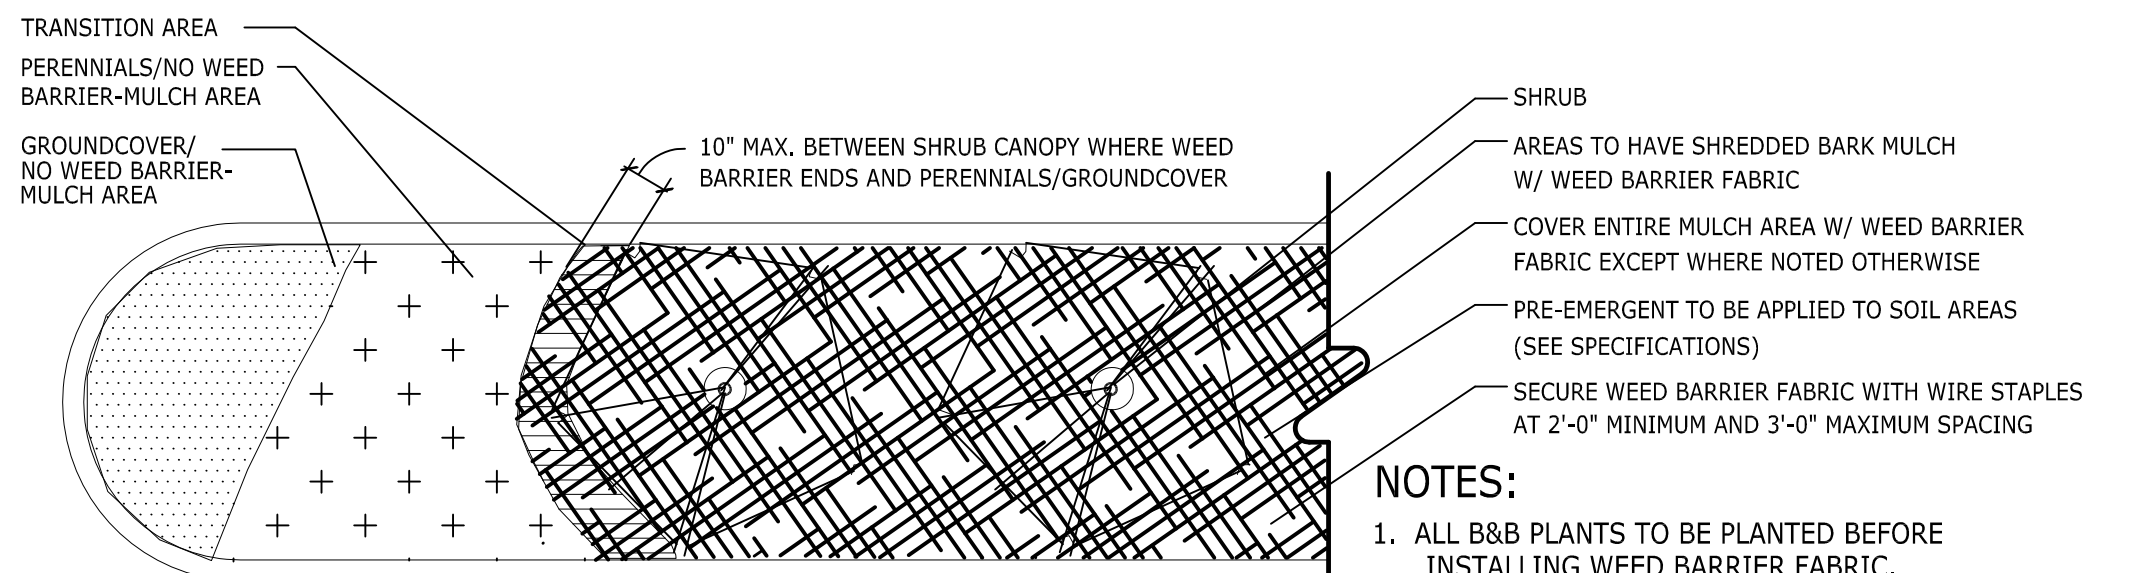 TRANSITION AREA
PERENNIALS/NO WEED
BARRIER-MULCH AREA
GROUNDCOVER/
NO WEED BARRIER-
MULCH AREA
10" MAX. BETWEEN SHRUB CANOPY WHERE WEED
BARRIER ENDS AND PERENNIALS/GROUNDCOVER
SHRUB
AREAS TO HAVE SHREDDED BARK MULCH
W/ WEED BARRIER FABRIC
COVER ENTIRE MULCH AREA W/ WEED BARRIER
FABRIC EXCEPT WHERE NOTED OTHERWISE
PRE-EMERGENT TO BE APPLIED TO SOIL AREAS
(SEE SPECIFICATIONS)
SECURE WEED BARRIER FABRIC WITH WIRE STAPLES
AT 2'-0" MINIMUM AND 3'-0" MAXIMUM SPACING
NOTES:
1. ALL B&B PLANTS TO BE PLANTED BEFORE
INSTALLING WEED BARRIER FABRIC.